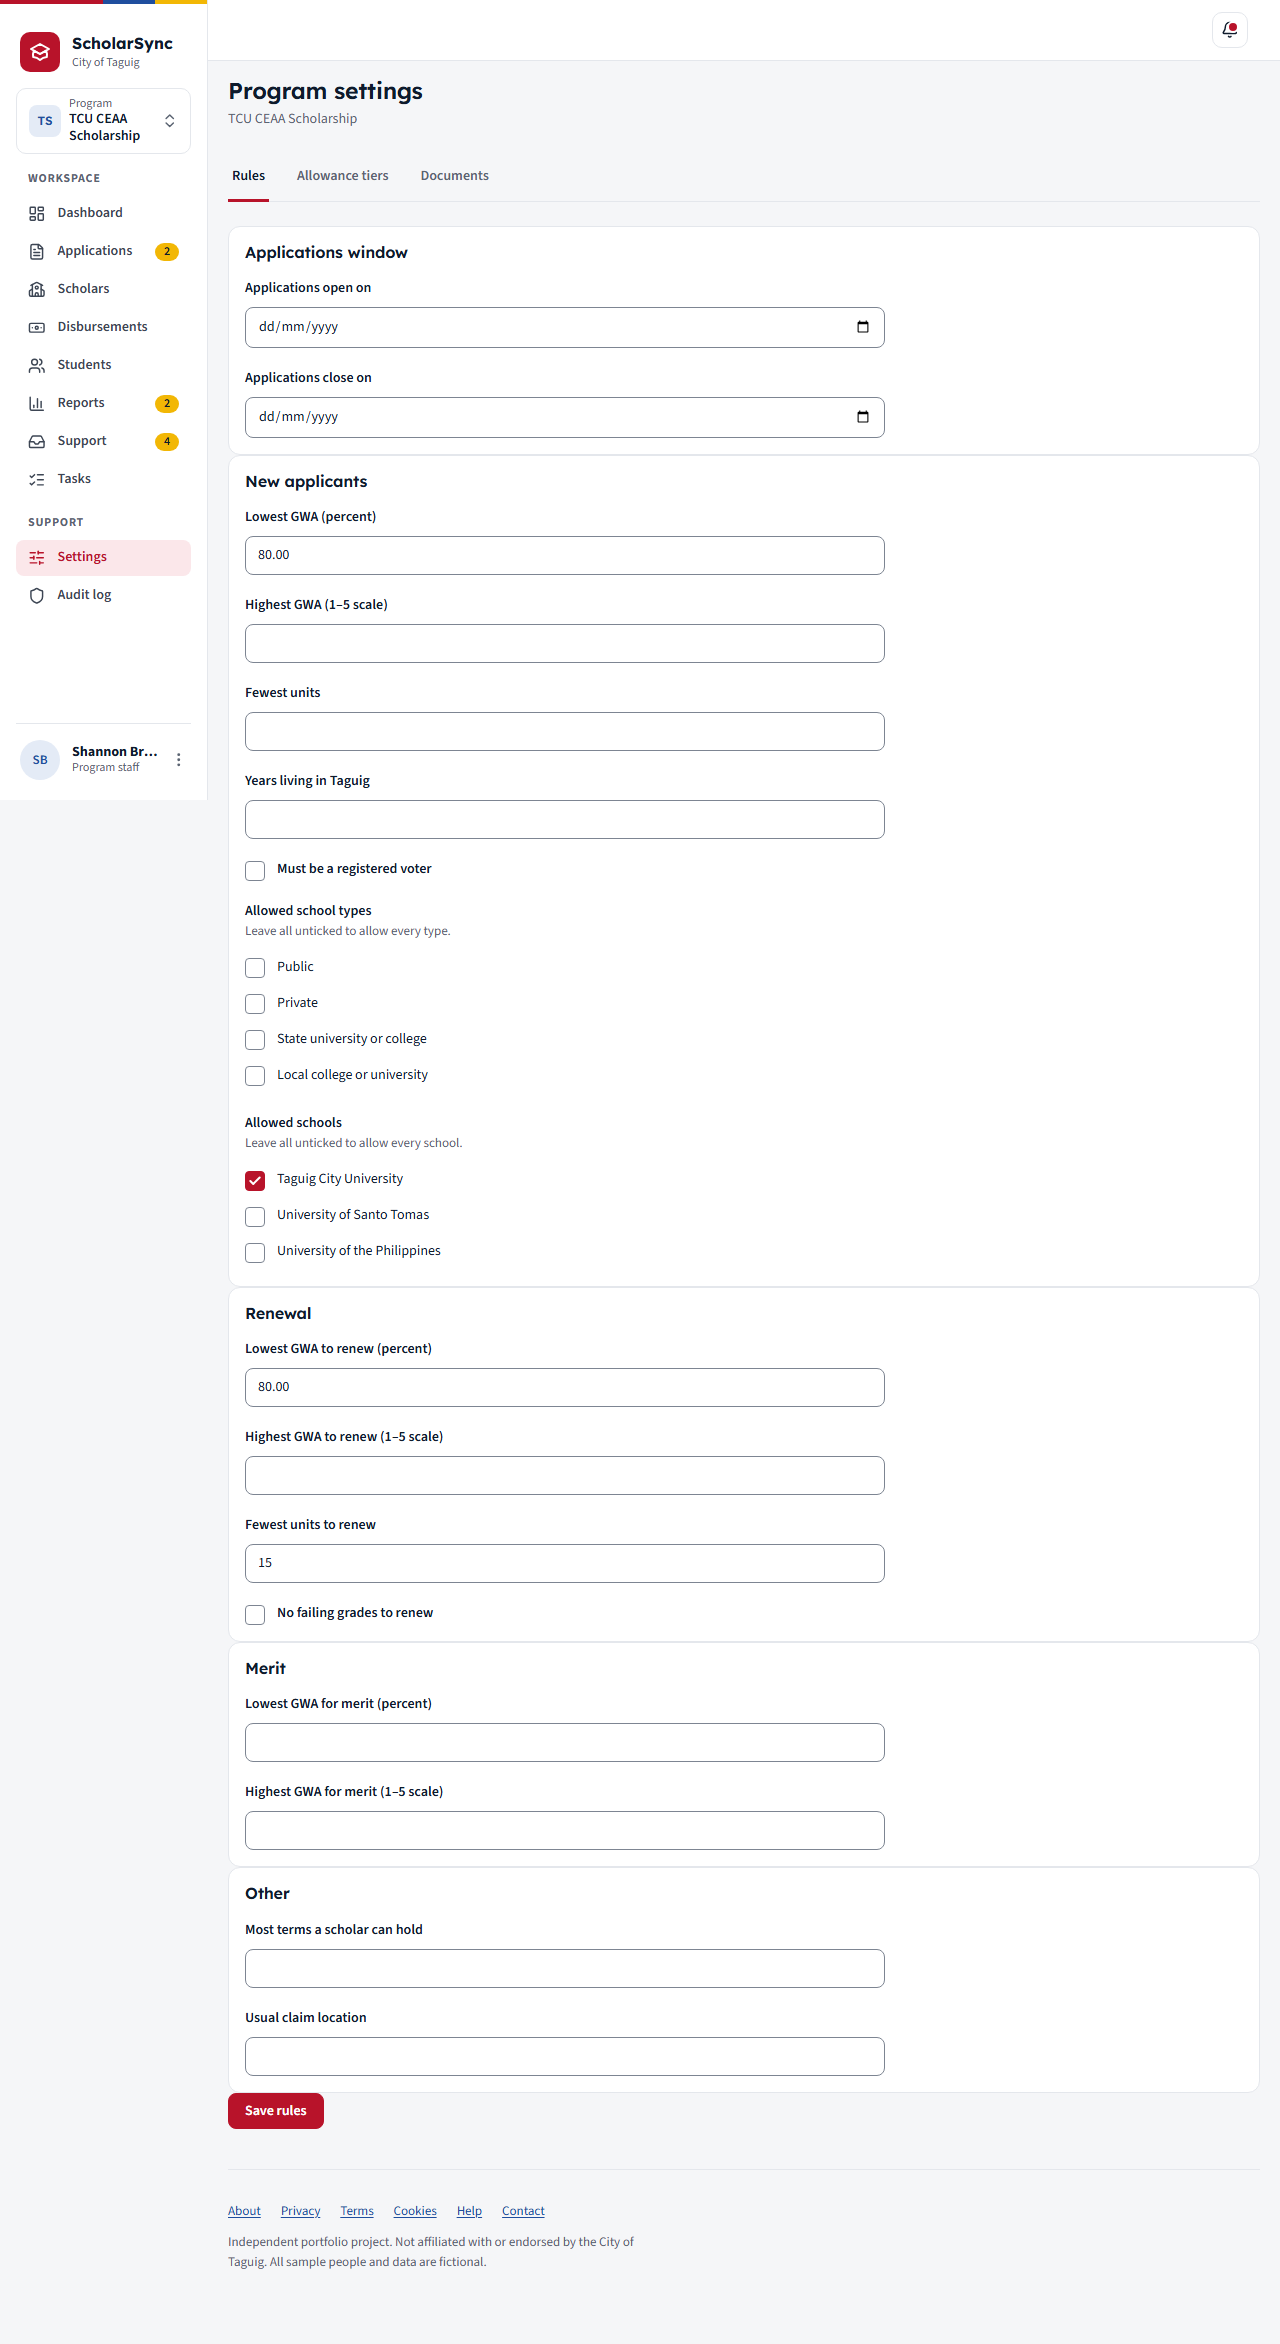 ScholarSync
City of Taguig
Program
TS
TCU CEAA
Scholarship
WORKSPACE
Dashboard
Applications 2
Scholars
Disbursements
Students
Reports 2
Support 4
Tasks
SUPPORT
Settings
Audit log
SB
Shannon Br...
Program staff
Program settings
TCU CEAA Scholarship
Rules Allowance tiers Documents
Applications window
Applications open on
dd/mm/yyyy
Applications close on
dd/mm/yyyy
New applicants
Lowest GWA (percent)
80.00
Highest GWA (1–5 scale)
Fewest units
Years living in Taguig
Must be a registered voter
Allowed school types
Leave all unticked to allow every type.
Public
Private
State university or college
Local college or university
Allowed schools
Leave all unticked to allow every school.
Taguig City University
University of Santo Tomas
University of the Philippines
Renewal
Lowest GWA to renew (percent)
80.00
Highest GWA to renew (1–5 scale)
Fewest units to renew
15
No failing grades to renew
Merit
Lowest GWA for merit (percent)
Highest GWA for merit (1–5 scale)
Other
Most terms a scholar can hold
Usual claim location
Save rules
About Privacy Terms Cookies Help Contact
Independent portfolio project. Not affiliated with or endorsed by the City of
Taguig. All sample people and data are fictional.